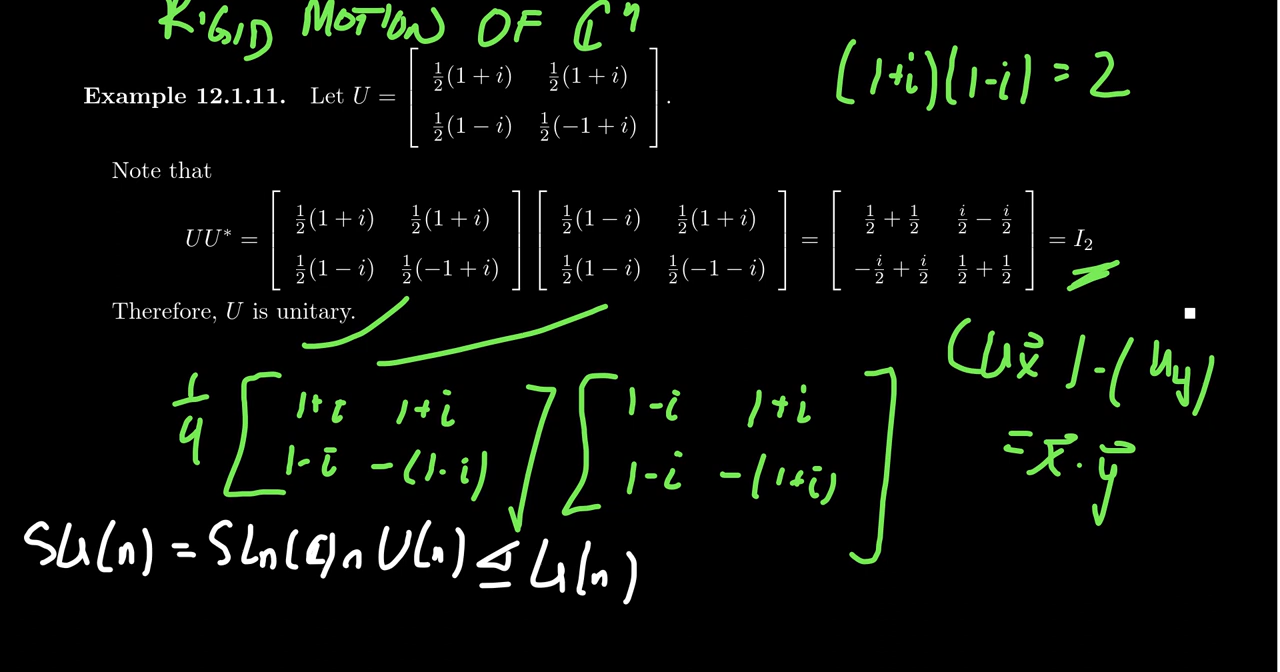 RIGID MOTION OF ℂⁿ
(1+i)(1-i) = 2
Example 12.1.11. Let U = [ ½(1 + i) ½(1 + i) ; ½(1 − i) ½(−1 + i) ].
Note that
UU* = [ ½(1 + i) ½(1 + i) ; ½(1 − i) ½(−1 + i) ] [ ½(1 − i) ½(1 + i) ; ½(1 − i) ½(−1 − i) ] = [ ½ + ½ i/2 − i/2 ; −i/2 + i/2 ½ + ½ ] = I₂
Therefore, U is unitary.
1/4 [ 1+i 1+i ; 1-i -(1-i) ] [ 1-i 1+i ; 1-i -(1+i) ]
(Ux⃗)·(Uy)
= x⃗·y⃗
SU(n) = SLn(ℂ) ∩ U(n) ⊴ U(n)